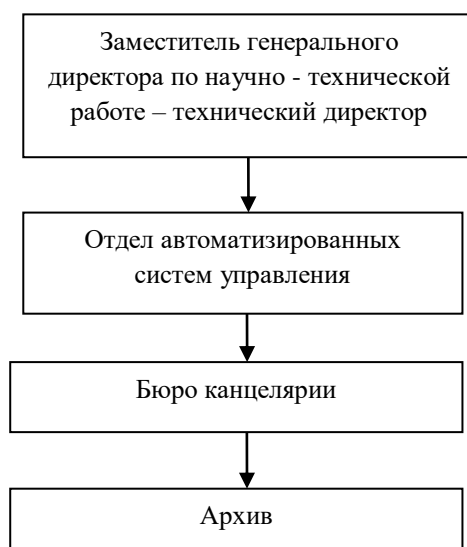 Заместитель генерального
директора по научно - технической
работе – технический директор
Отдел автоматизированных
систем управления
Бюро канцелярии
Архив